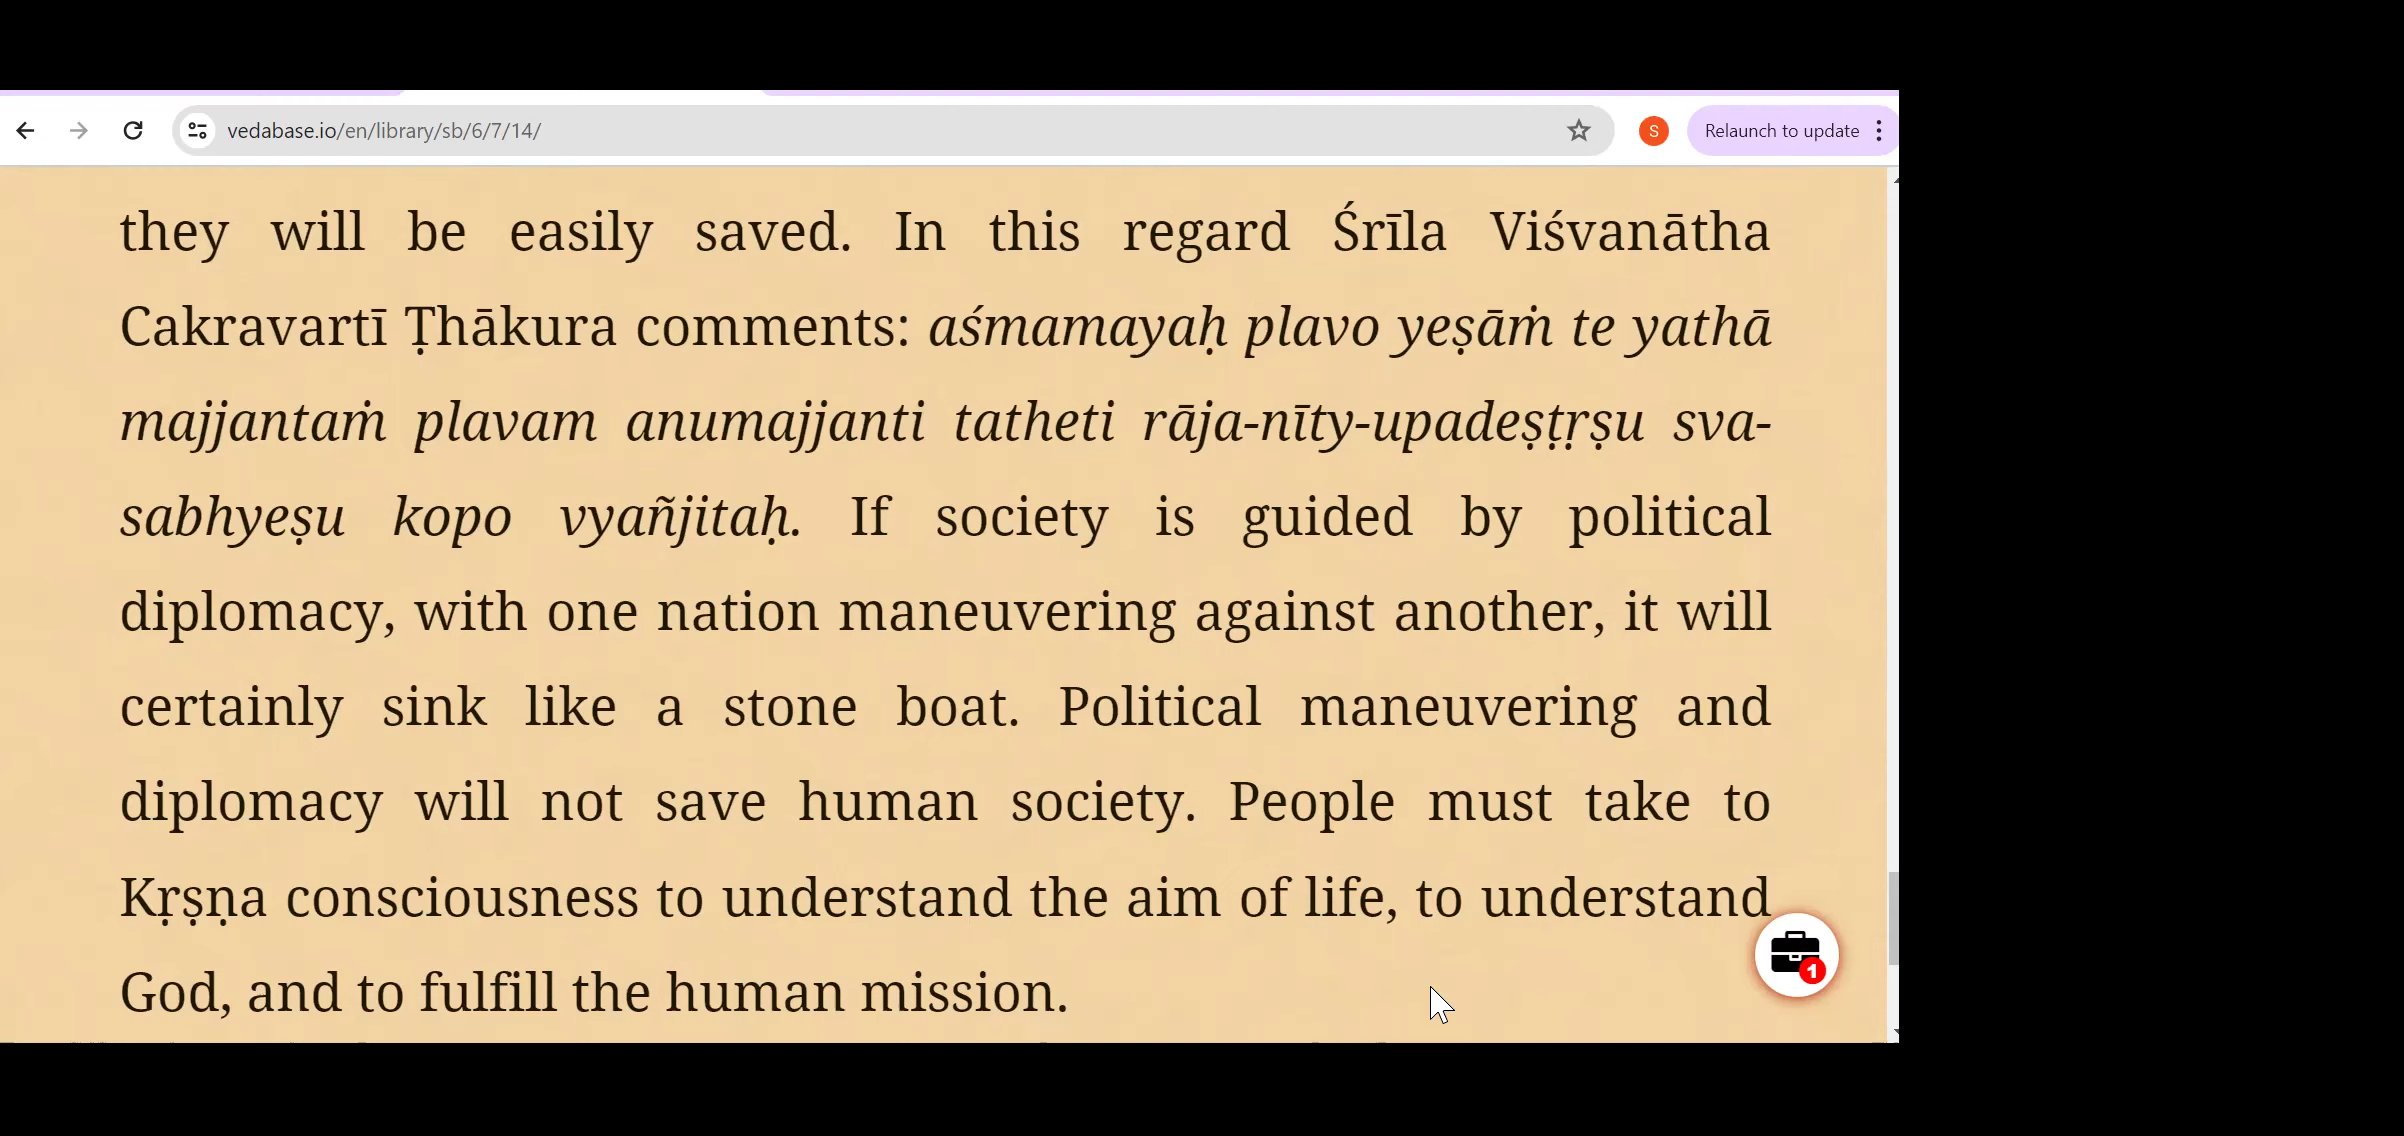 vedabase.io/en/library/sb/6/7/14/
S
Relaunch to update
they will be easily saved. In this regard Śrīla Viśvanātha
Cakravartī Ṭhākura comments: aśmamayaḥ plavo yeṣāṁ te yathā
majjantaṁ plavam anumajjanti tatheti rāja-nīty-upadeṣṭṛṣu sva-
sabhyeṣu kopo vyañjitaḥ. If society is guided by political
diplomacy, with one nation maneuvering against another, it will
certainly sink like a stone boat. Political maneuvering and
diplomacy will not save human society. People must take to
Kṛṣṇa consciousness to understand the aim of life, to understand
God, and to fulfill the human mission.
1